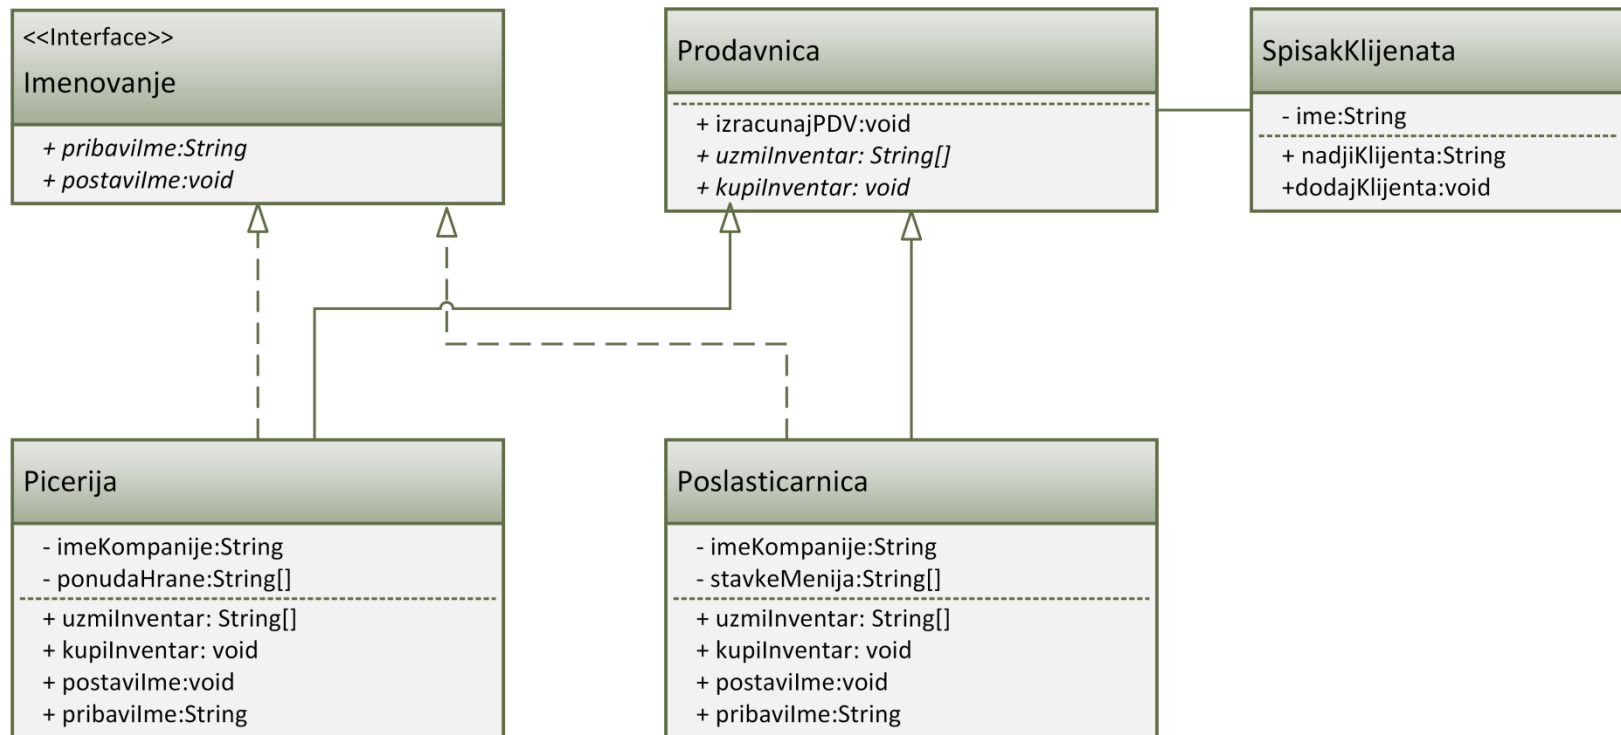 <<Interface>>
Imenovanje
+ pribaviIme:String
+ postaviIme:void
Prodavnica
+ izracunajPDV:void
+ uzmiInventar: String[]
+ kupiInventar: void
SpisakKlijenata
- ime:String
+ nadjiKlijenta:String
+dodajKlijenta:void
Picerija
- imeKompanije:String
- ponudaHrane:String[]
+ uzmiInventar: String[]
+ kupiInventar: void
+ postaviIme:void
+ pribaviIme:String
Poslasticarnica
- imeKompanije:String
- stavkeMenija:String[]
+ uzmiInventar: String[]
+ kupiInventar: void
+ postaviIme:void
+ pribaviIme:String